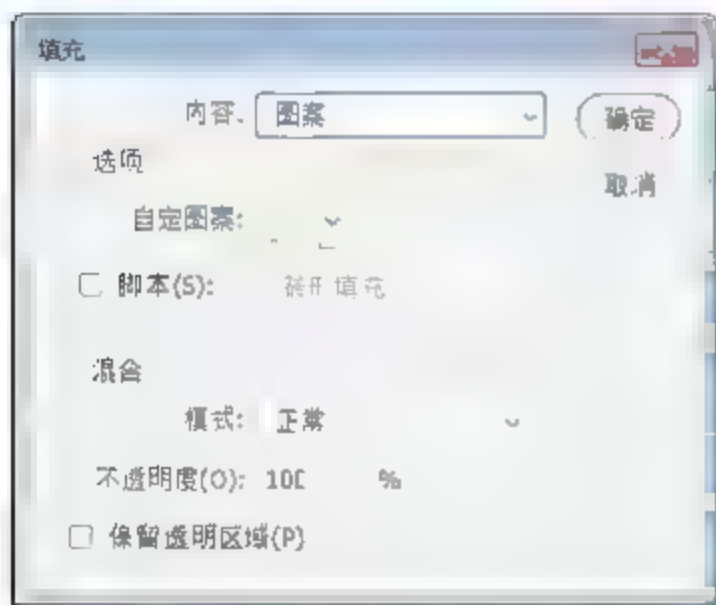 填充
内容: 图案
确定
选项
取消
自定图案:
脚本(S): 砖形填充
混合
模式: 正常
不透明度(O): 100 %
保留透明区域(P)